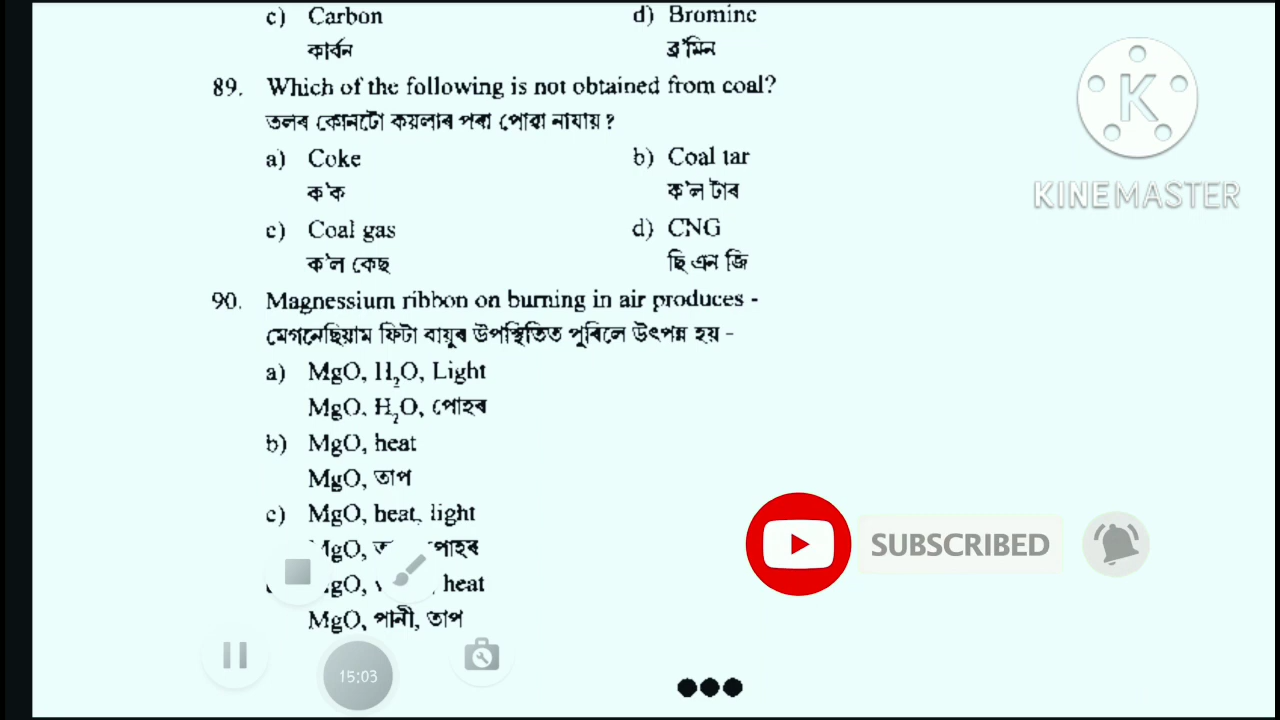 c) Carbon d) Bromine
কাৰ্বন ব্ৰ'মিন
89. Which of the following is not obtained from coal?
তলৰ কোনটো কয়লাৰ পৰা পোৱা নাযায় ?
a) Coke b) Coal tar
ক'ক ক'ল টাৰ
c) Coal gas d) CNG
ক'ল কেছ ছি এন জি
90. Magnessium ribbon on burning in air produces -
মেগনেছিয়াম ফিটা বায়ুৰ উপস্থিতিত পুৰিলে উৎপন্ন হয় -
a) MgO, H₂O, Light
MgO, H₂O, পোহৰ
b) MgO, heat
MgO, তাপ
c) MgO, heat, light
MgO, পোহৰ
heat
MgO, পানী, তাপ
K
KINEMASTER
SUBSCRIBED
15:03